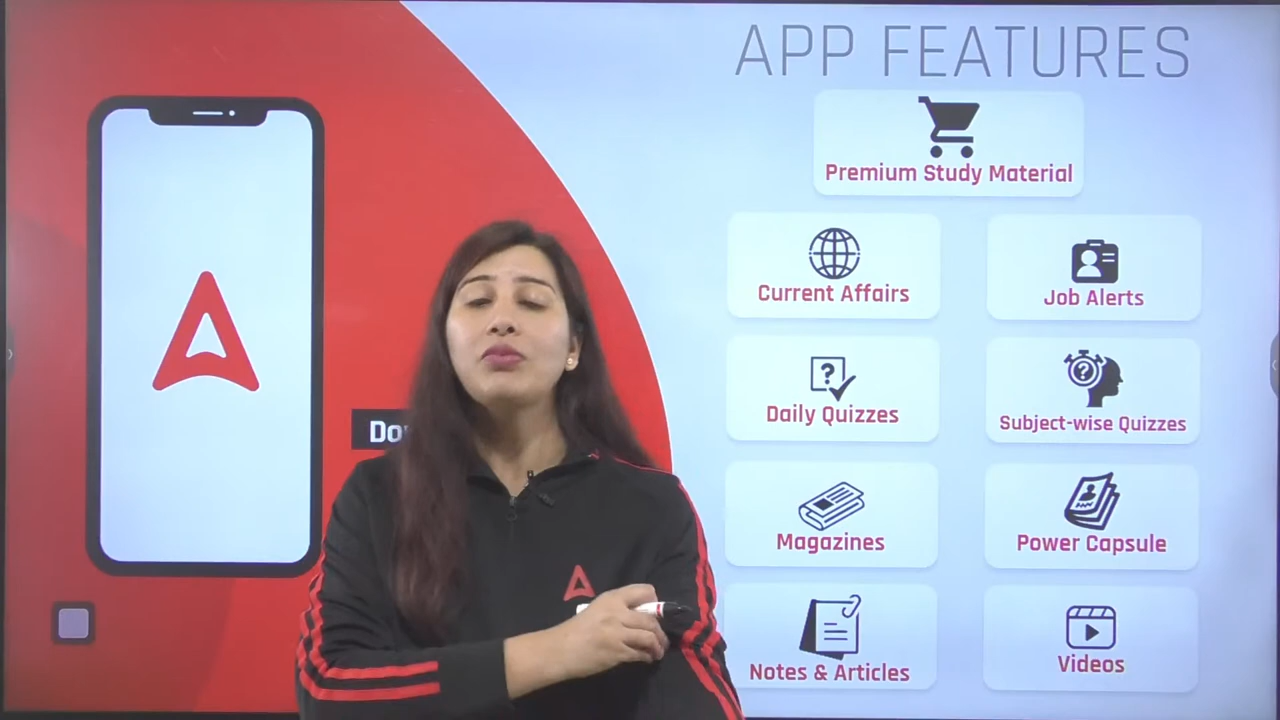 APP FEATURES
Premium Study Material
Current Affairs
Job Alerts
Daily Quizzes
Subject-wise Quizzes
Magazines
Power Capsule
Notes & Articles
Videos